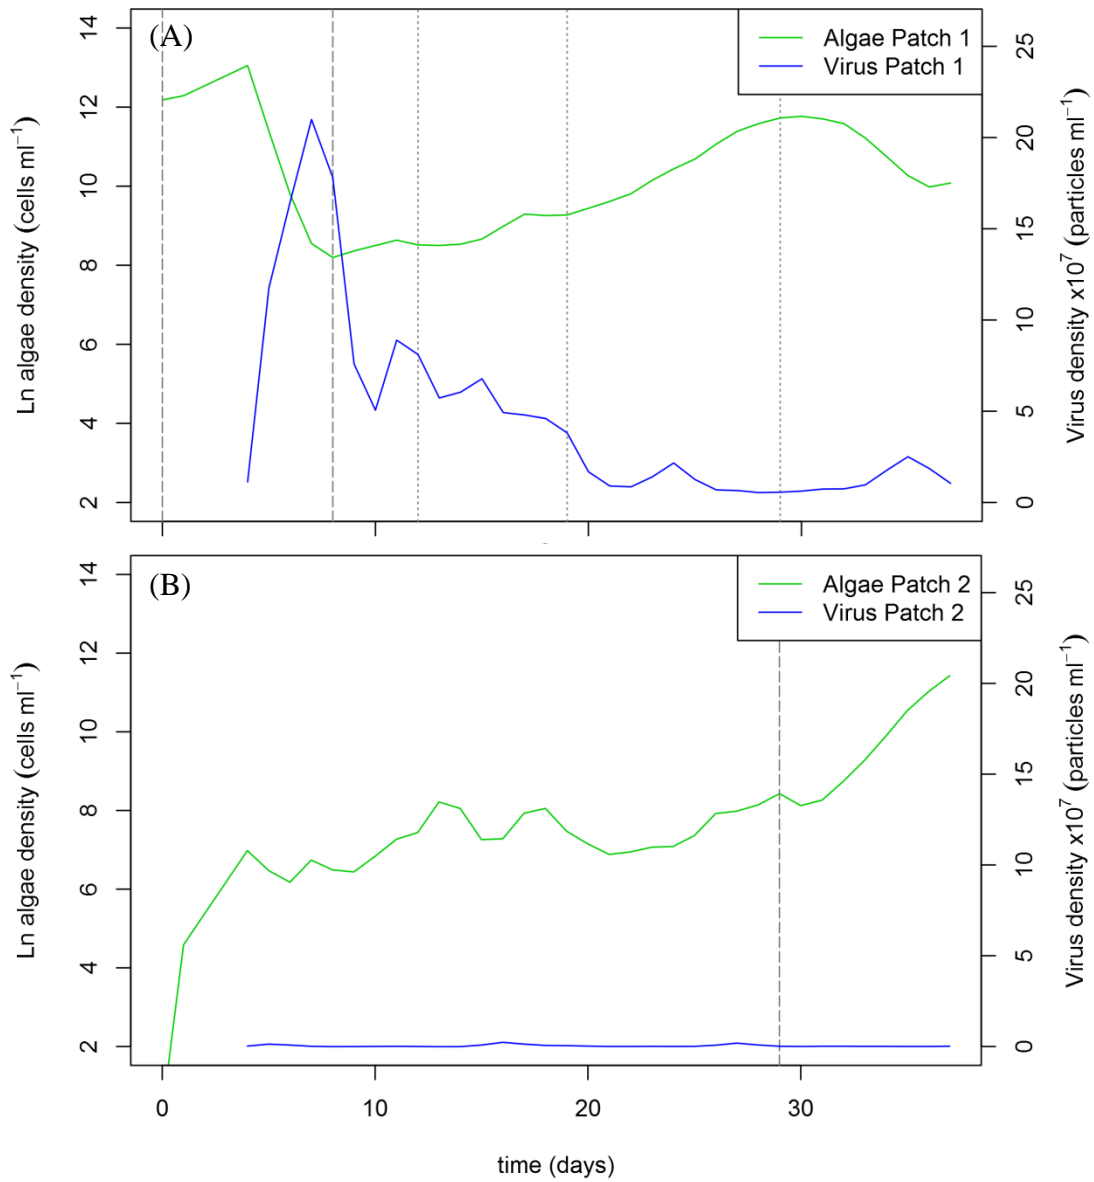 (A)
Algae Patch 1
Virus Patch 1
Ln algae density (cells ml⁻¹)
14
12
10
8
6
4
2
Virus density x10⁷ (particles ml⁻¹)
25
20
15
10
5
0
(B)
Algae Patch 2
Virus Patch 2
Ln algae density (cells ml⁻¹)
14
12
10
8
6
4
2
Virus density x10⁷ (particles ml⁻¹)
25
20
15
10
5
0
0 10 20 30
time (days)